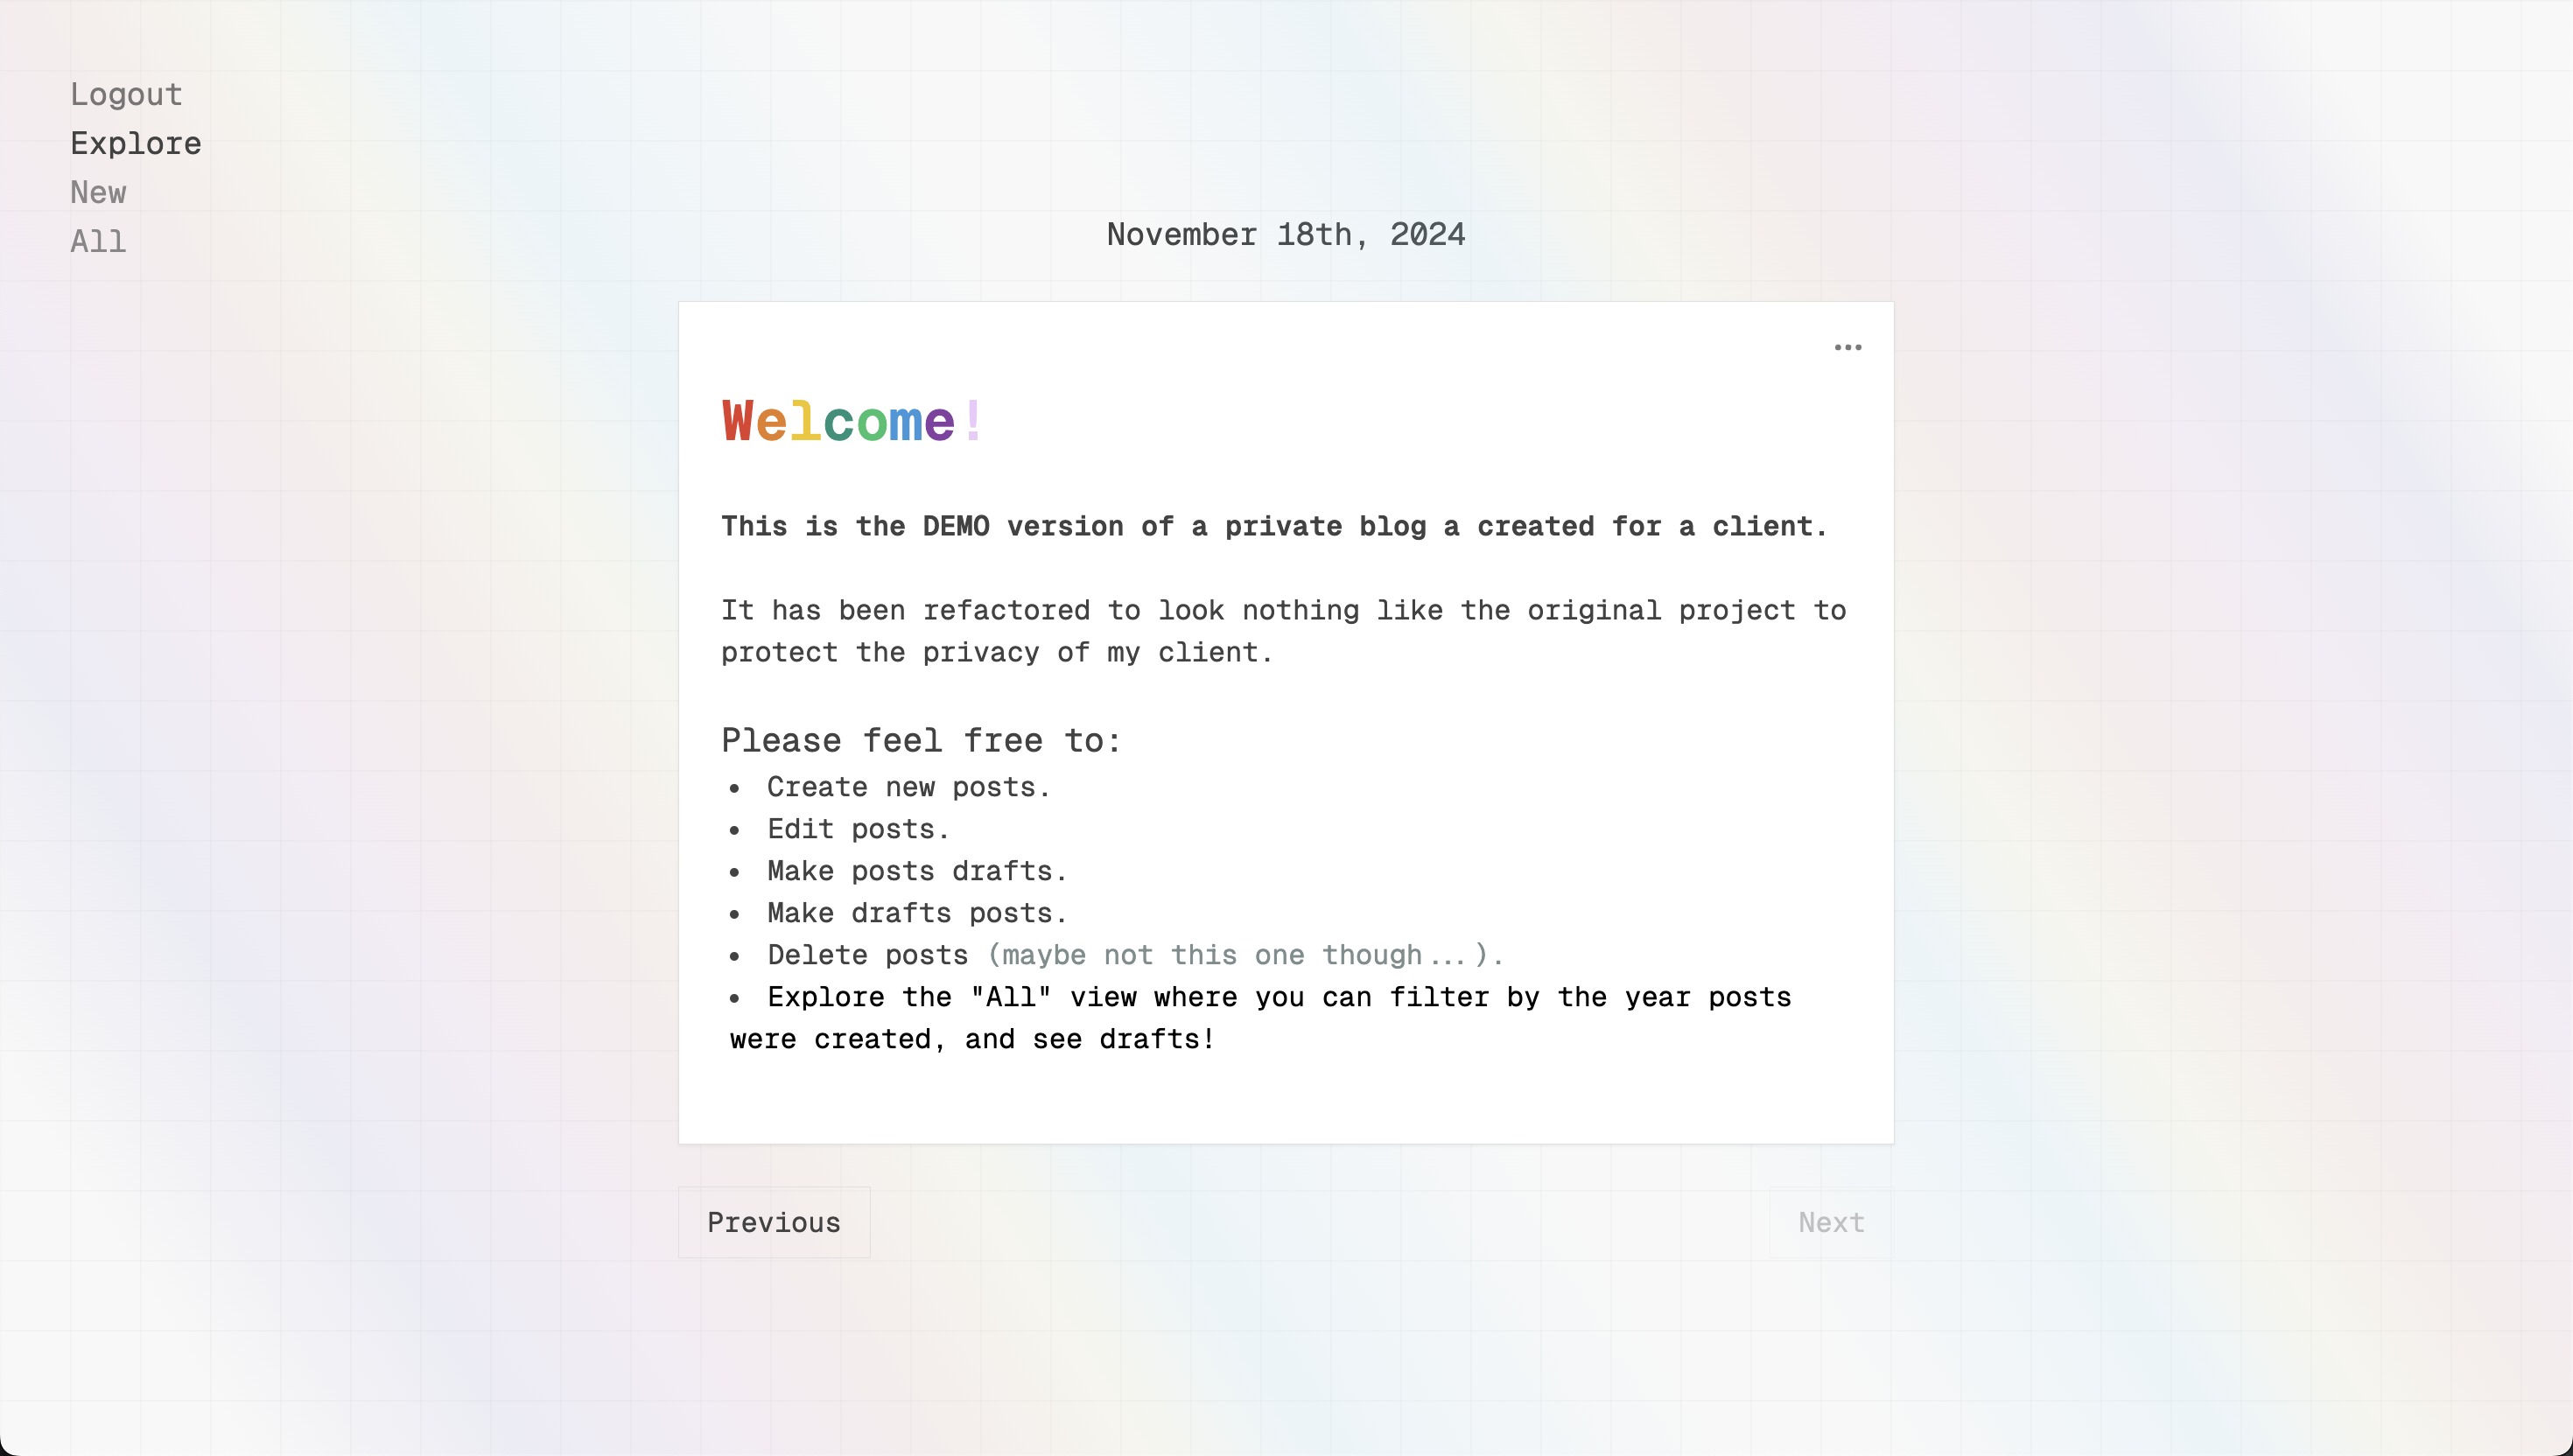 Logout
Explore
New
All
November 18th, 2024
Welcome!
This is the DEMO version of a private blog a created for a client.
It has been refactored to look nothing like the original project to
protect the privacy of my client.
Please feel free to:
• Create new posts.
• Edit posts.
• Make posts drafts.
• Make drafts posts.
• Delete posts (maybe not this one though...).
• Explore the "All" view where you can filter by the year posts
were created, and see drafts!
Previous
Next